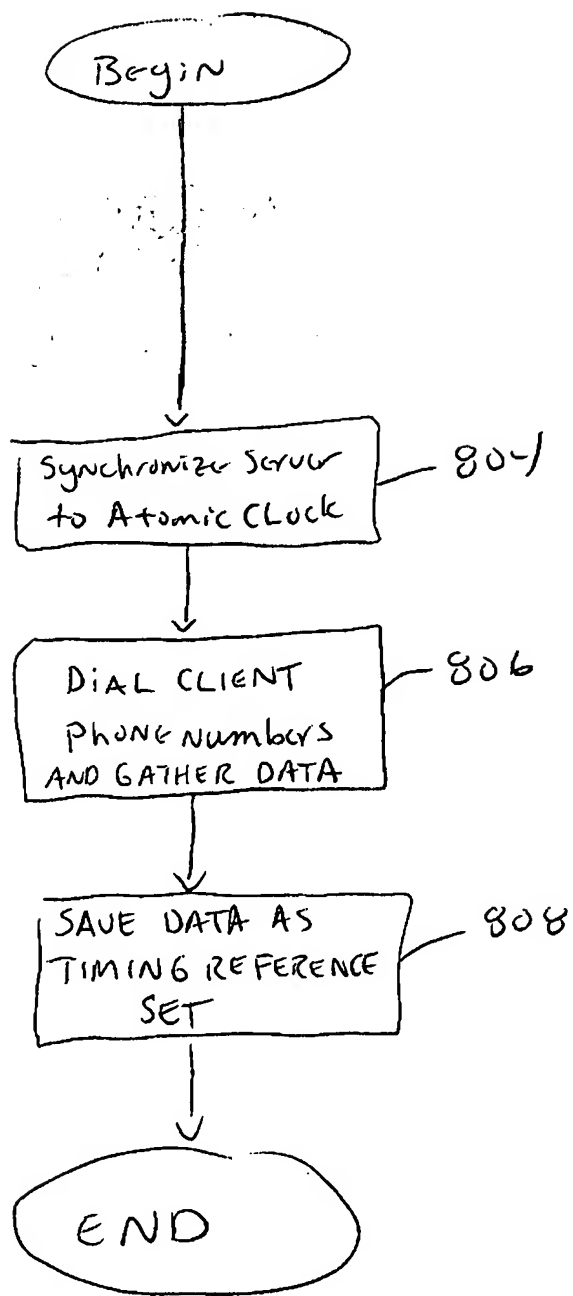 Begin
Synchronize Server
to Atomic Clock
804
DIAL CLIENT
Phone Numbers
AND GATHER DATA
806
SAVE DATA AS
TIMING REFERENCE
SET
808
END